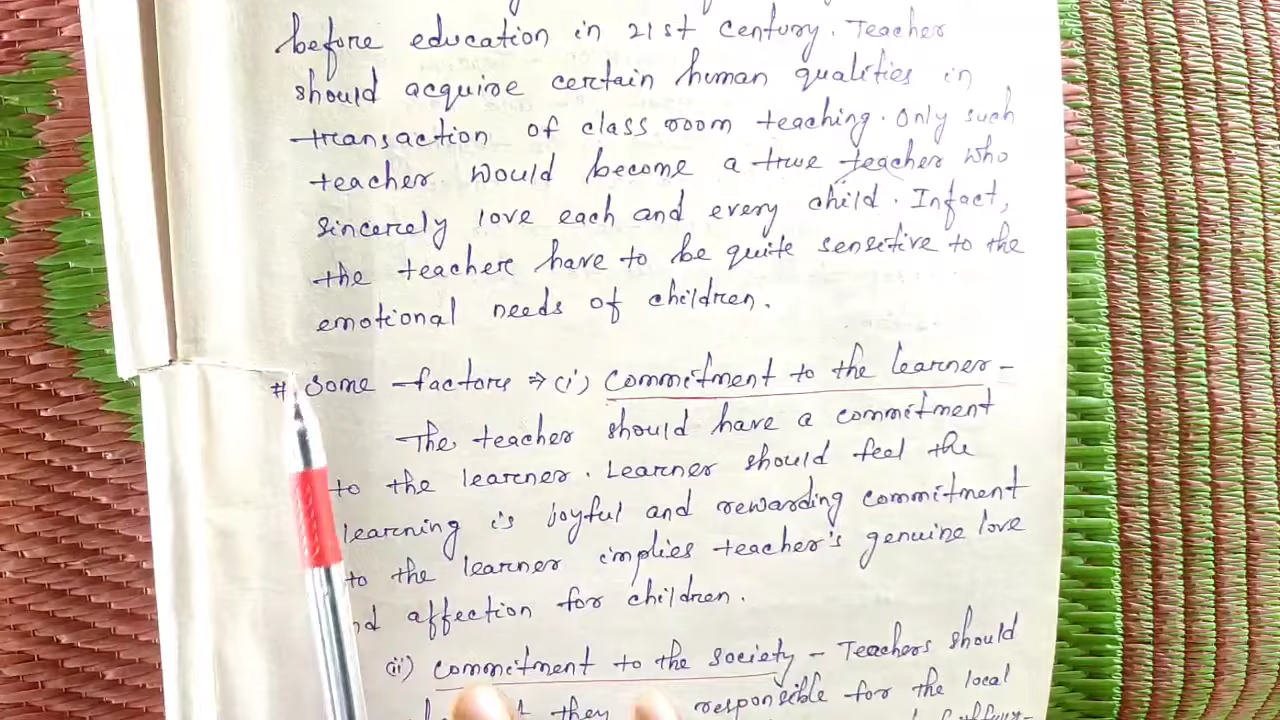 before education in 21st century. Teacher
should acquire certain human qualities in
transaction of class room teaching. Only such
teacher would become a true teacher who
sincerely love each and every child. Infact,
the teacher have to be quite sensitive to the
emotional needs of children.
# Some factors ⇒ (i) Commitment to the learner -
The teacher should have a commitment
to the learner. Learner should feel the
learning is joyful and rewarding commitment
to the learner implies teacher's genuine love
affection for children.
(ii) Commitment to the society - Teachers should
they responsible for the local